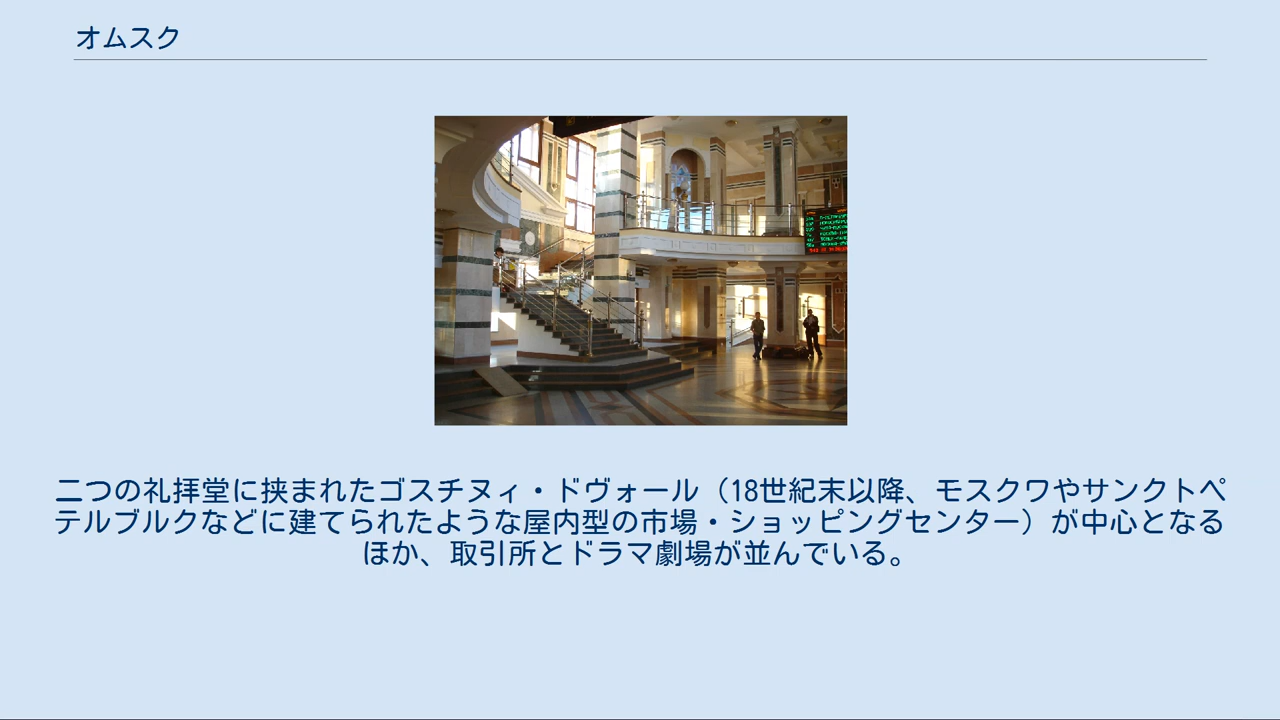 オムスク
二つの礼拝堂に挟まれたゴスチヌィ・ドヴォール（18世紀末以降、モスクワやサンクトペ
テルブルクなどに建てられたような屋内型の市場・ショッピングセンター）が中心となる
ほか、取引所とドラマ劇場が並んでいる。